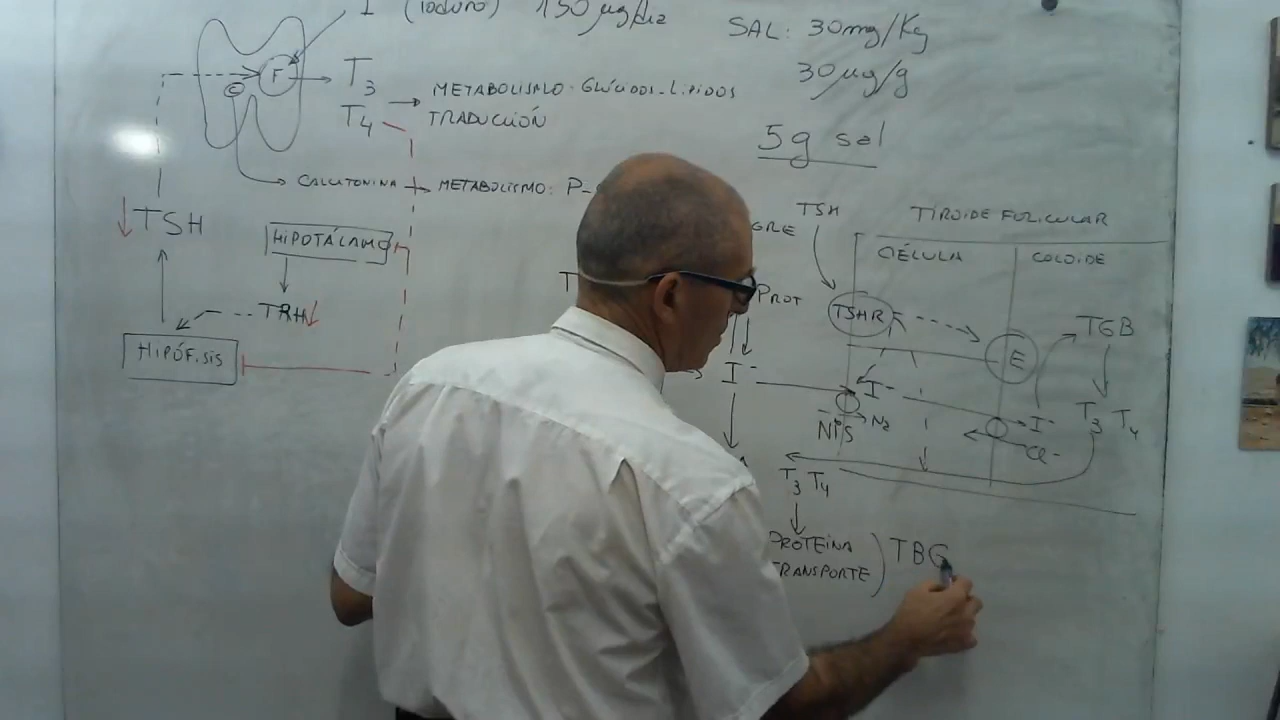 I (IODURO) 150 µg/día
SAL: 30mg/Kg
30µg/g
5g sal
F
C
T3
T4
METABOLISMO: GLÚCIDOS-LÍPIDOS
TRADUCCIÓN
CALCITONINA
METABOLISMO: P-
TSH
HIPOTÁLAMO
TRH
HIPÓFISIS
GRE
TSH
TIROIDE FOLICULAR
CÉLULA
COLOIDE
T
PROT
TSHR
E
TGB
I-
I-
I-
T3 T4
NIS
Na
Cl-
T3 T4
PROTEÍNA
TRANSPORTE
TBG